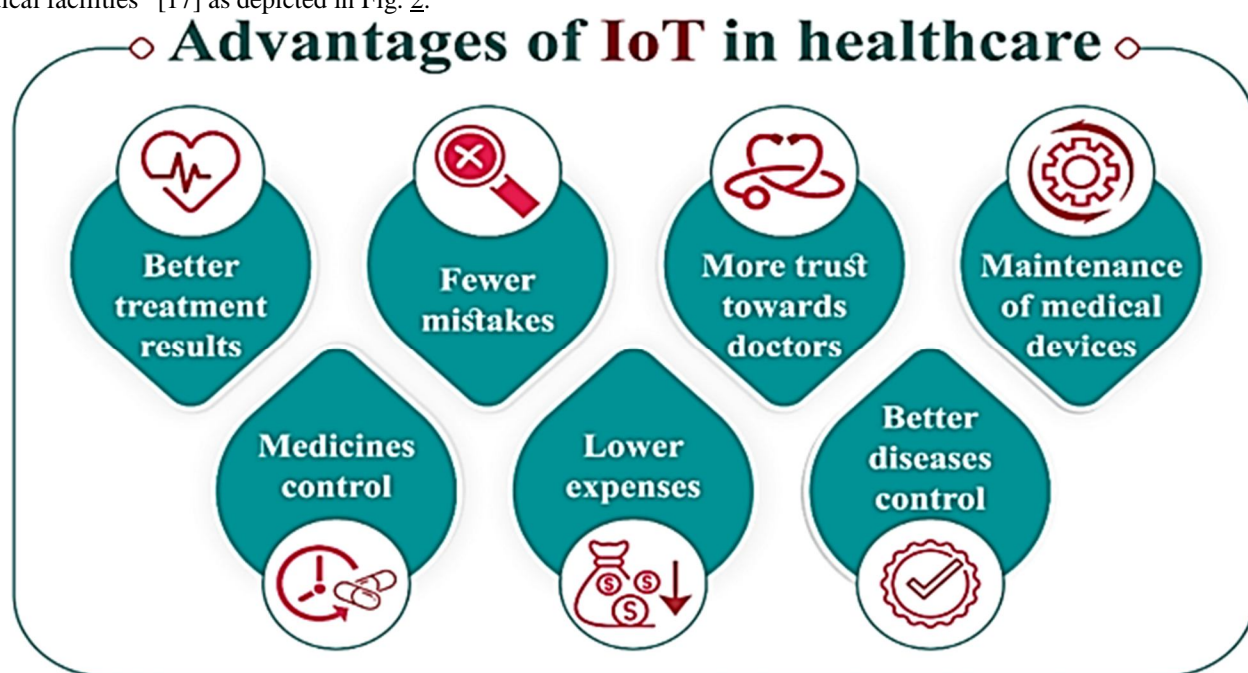 tical facilities" [17] as depicted in Fig. 2.
Advantages of IoT in healthcare
Better
treatment
results
Fewer
mistakes
More trust
towards
doctors
Maintenance
of medical
devices
Medicines
control
Lower
expenses
Better
diseases
control
$ $
$